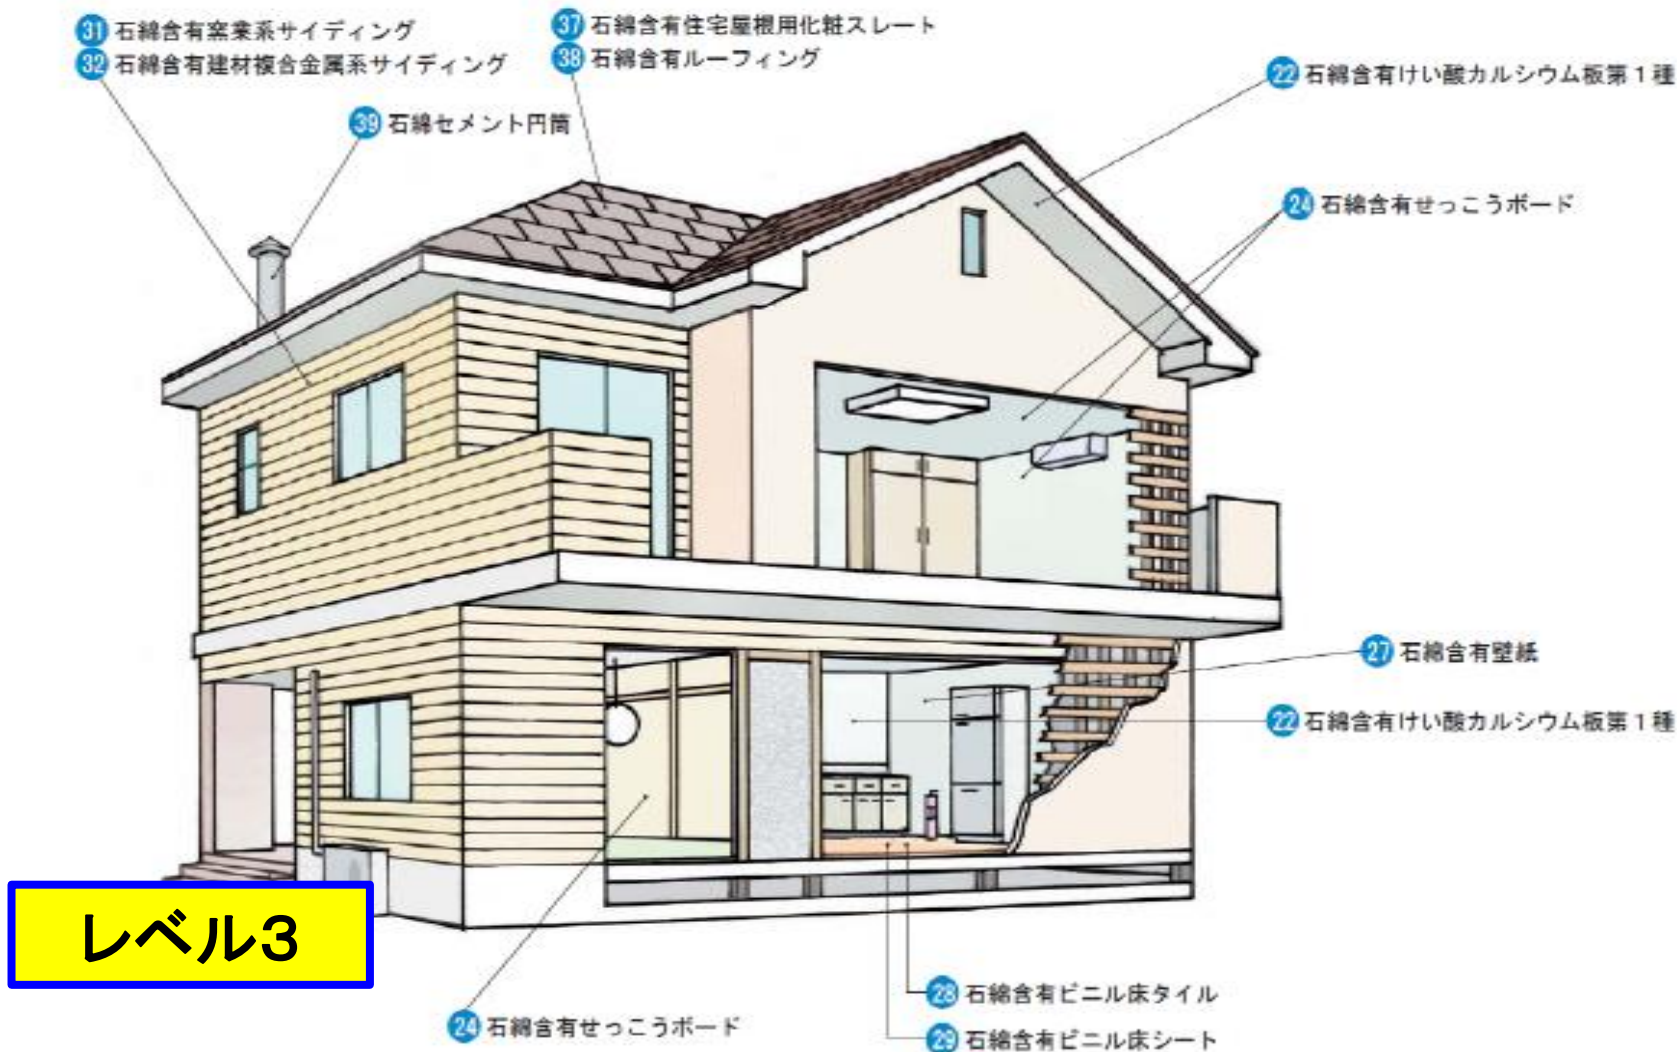 31 石綿含有窯業系サイディング
32 石綿含有建材複合金属系サイディング
37 石綿含有住宅屋根用化粧スレート
38 石綿含有ルーフィング
39 石綿セメント円筒
22 石綿含有けい酸カルシウム板第1種
24 石綿含有せっこうボード
27 石綿含有壁紙
22 石綿含有けい酸カルシウム板第1種
レベル3
28 石綿含有ビニル床タイル
24 石綿含有せっこうボード
29 石綿含有ビニル床シート